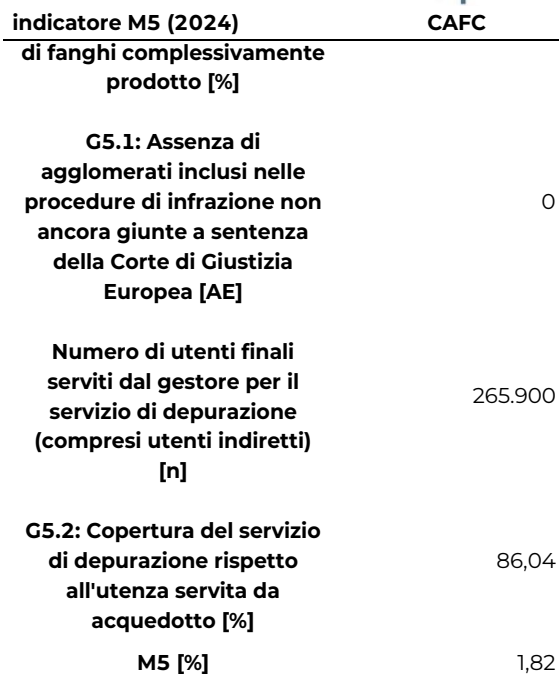 indicatore M5 (2024) CAFC
di fanghi complessivamente
prodotto [%]
G5.1: Assenza di
agglomerati inclusi nelle
procedure di infrazione non
ancora giunte a sentenza
della Corte di Giustizia
Europea [AE]
0
Numero di utenti finali
serviti dal gestore per il
servizio di depurazione
(compresi utenti indiretti)
[n]
265.900
G5.2: Copertura del servizio
di depurazione rispetto
all'utenza servita da
acquedotto [%]
86,04
M5 [%] 1,82